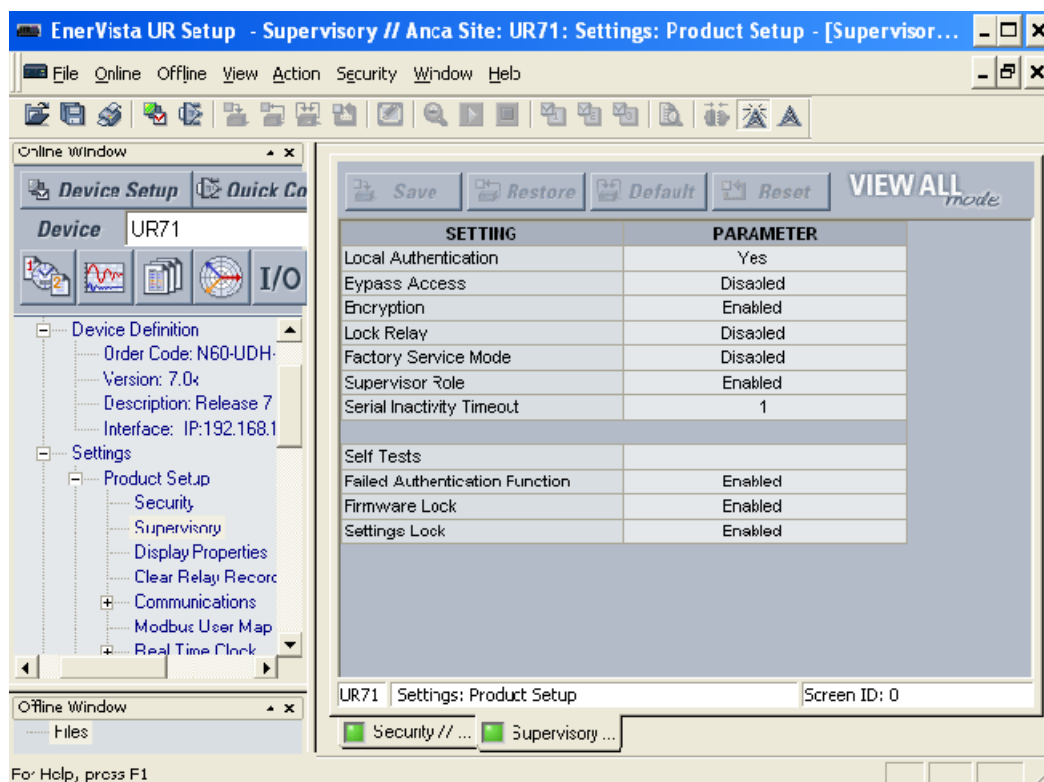 EnerVista UR Setup - Supervisory // Anca Site: UR71: Settings: Product Setup - [Supervisor...
File Online Offline View Action Security Window Help
Online Window
Device Setup Quick Co
Device UR71
I/O
Device Definition
Order Code: N60-UDH-
Version: 7.0x
Description: Release 7
Interface: IP:192.168.1
Settings
Product Setup
Security
Supervisory
Display Properties
Clear Relay Recorc
Communications
Modbus User Map
Real Time Clock
Offline Window
Files
Save Restore Default Reset VIEW ALL mode
SETTING PARAMETER
Local Authentication Yes
Bypass Access Disabled
Encryption Enabled
Lock Relay Disabled
Factory Service Mode Disabled
Supervisor Role Enabled
Serial Inactivity Timeout 1
Self Tests
Failed Authentication Function Enabled
Firmware Lock Enabled
Settings Lock Enabled
UR71 Settings: Product Setup Screen ID: 0
Security // ... Supervisory ...
For Help, press F1